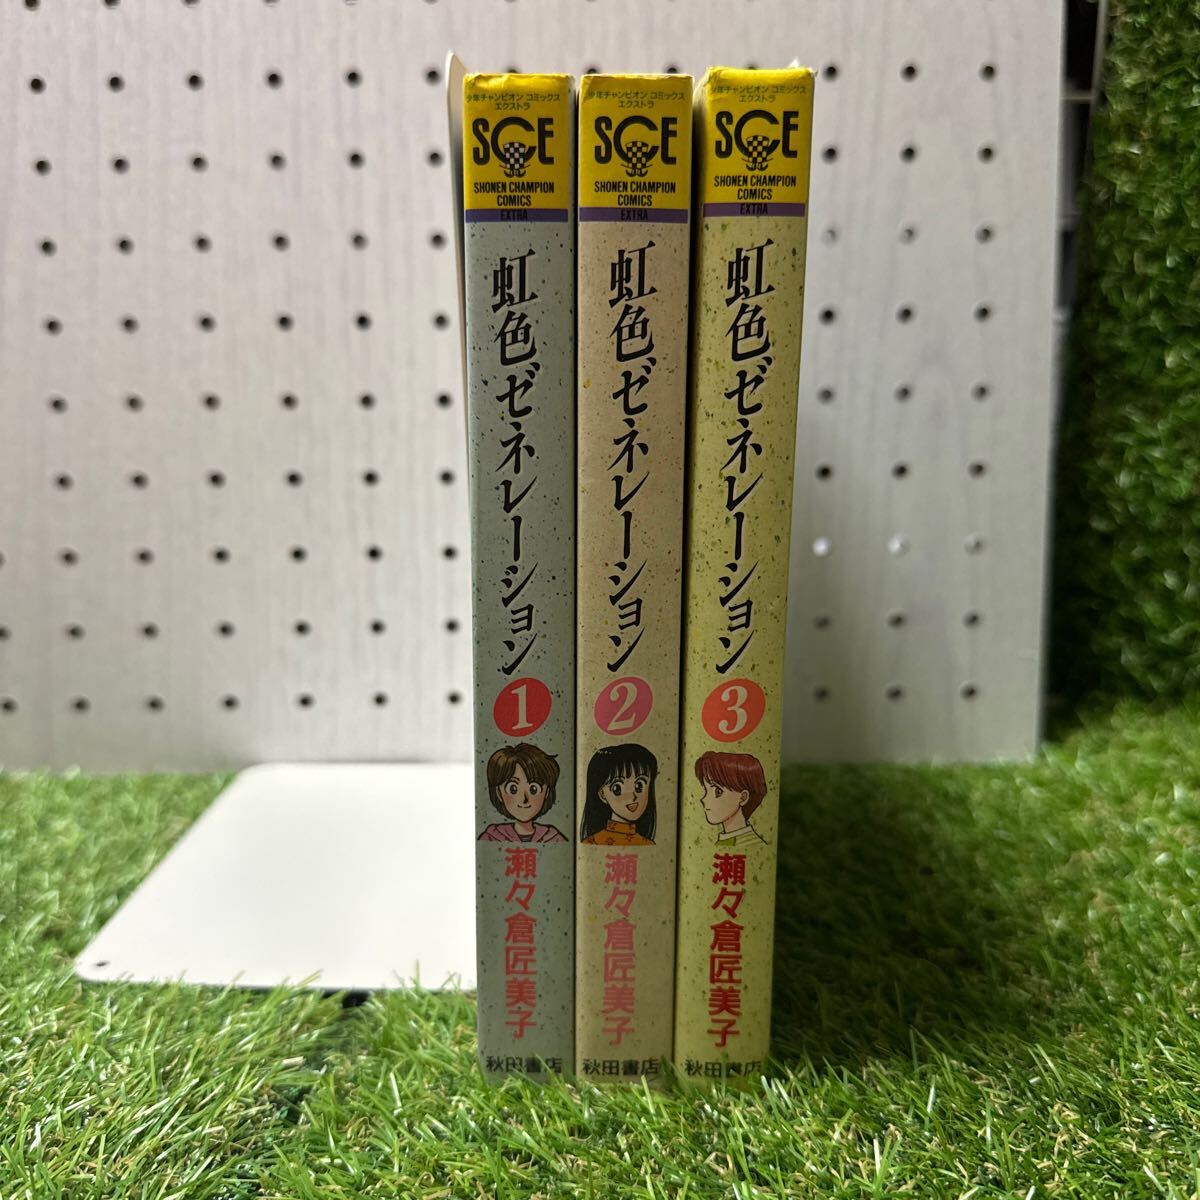 少年チャンピオン コミックス
エクストラ
SCE
SHONEN CHAMPION
COMICS
EXTRA
虹色ゼネレーション
1
瀬々倉匠美子
秋田書店
少年チャンピオン コミックス
エクストラ
SCE
SHONEN CHAMPION
COMICS
EXTRA
虹色ゼネレーション
2
瀬々倉匠美子
秋田書店
少年チャンピオン コミックス
エクストラ
SCE
SHONEN CHAMPION
COMICS
EXTRA
虹色ゼネレーション
3
瀬々倉匠美子
秋田書店